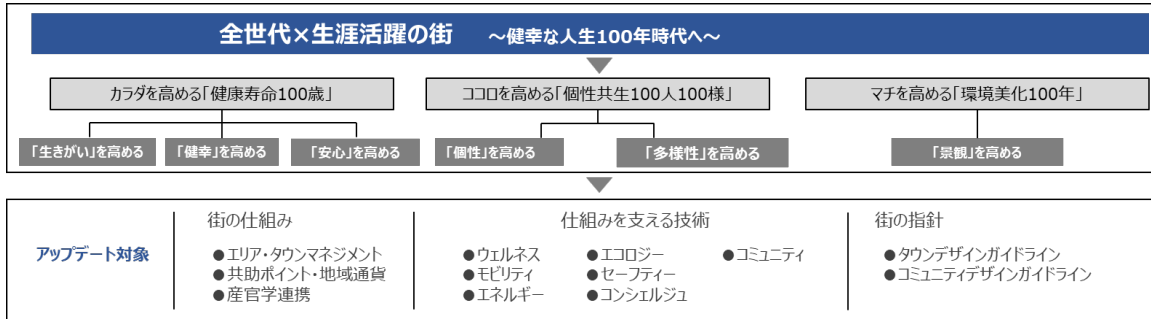 全世代×生涯活躍の街 ～健幸な人生100年時代へ～
カラダを高める「健康寿命100歳」
ココロを高める「個性共生100人100様」
マチを高める「環境美化100年」
「生きがい」を高める
「健幸」を高める
「安心」を高める
「個性」を高める
「多様性」を高める
「景観」を高める
アップデート対象
街の仕組み
●エリア・タウンマネジメント
●共助ポイント・地域通貨
●産官学連携
仕組みを支える技術
●ウェルネス
●モビリティ
●エネルギー
●エコロジー
●セーフティー
●コンシェルジュ
●コミュニティ
街の指針
●タウンデザインガイドライン
●コミュニティデザインガイドライン